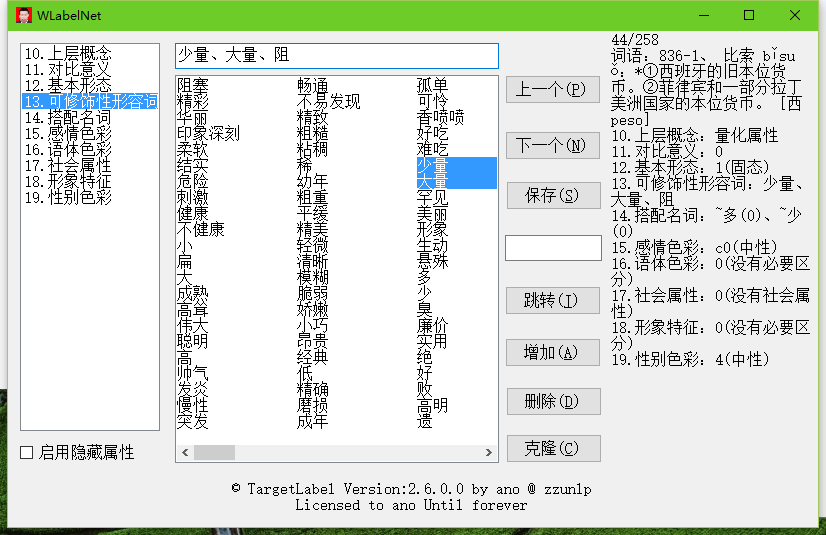 WLabelNet
10.上层概念
11.对比意义
12.基本形态
13.可修饰性形容词
14.搭配名词
15.感情色彩
16.语体色彩
17.社会属性
18.形象特征
19.性别色彩
启用隐藏属性
少量、大量、阻
阻塞 畅通 孤单
精彩 不易发现 可怜
华丽 精致 香喷喷
印象深刻 粗糙 好吃
柔软 粘稠 难吃
结实 稀 少量
危险 幼年 大量
刺激 粗重 罕见
健康 平缓 美丽
不健康 精美 形象
小 轻微 生动
扁 清晰 悬殊
大 模糊 多
成熟 脆弱 少
高耸 娇嫩 臭
伟大 小巧 廉价
聪明 昂贵 实用
高 经典 绝
帅气 低 好
发炎 精确 败
慢性 磨损 高明
突发 成年 遗
上一个(P)
下一个(N)
保存(S)
跳转(I)
增加(A)
删除(D)
克隆(C)
44/258
词语：836-1、 比索 bǐsu
ǒ：*①西班牙的旧本位货
币。②菲律宾和一部分拉丁
美洲国家的本位货币。 [西
peso]
10.上层概念：量化属性
11.对比意义：0
12.基本形态：1(固态)
13.可修饰性形容词：少量、
大量、阻
14.搭配名词：~多(0)、~少
(0)
15.感情色彩：c0(中性)
16.语体色彩：0(没有必要区
分)
17.社会属性：0(没有社会属
性)
18.形象特征：0(没有必要区
分)
19.性别色彩：4(中性)
© TargetLabel Version:2.6.0.0 by ano @ zzunlp
Licensed to ano Until forever